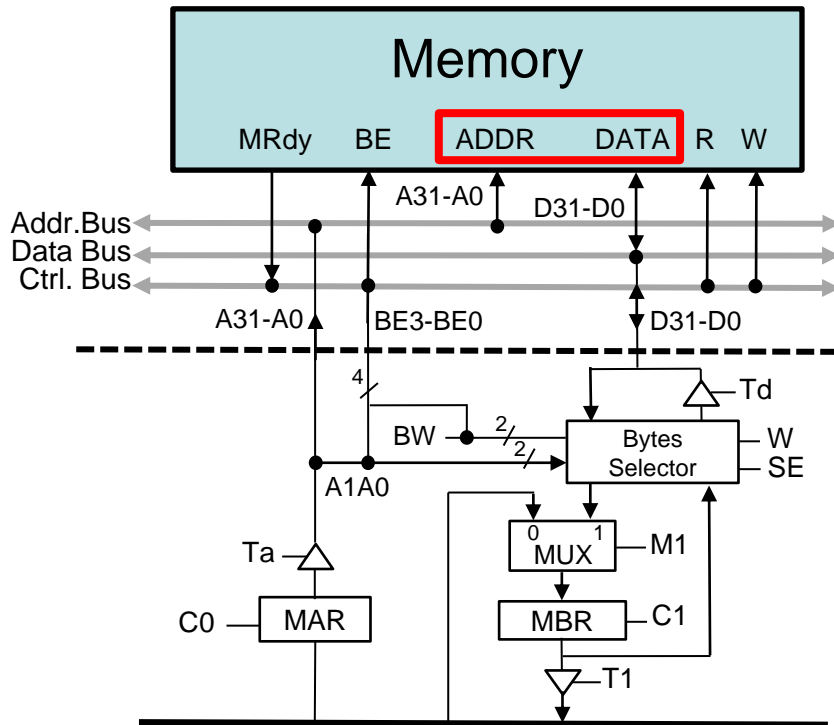 Memory
MRdy BE ADDR DATA R W
A31-A0 D31-D0
Addr.Bus
Data Bus
Ctrl. Bus
A31-A0 BE3-BE0 D31-D0
4 Td
BW 2 Bytes Selector W
2 SE
A1A0
0 1
Ta MUX M1
C0 MAR MBR C1
T1